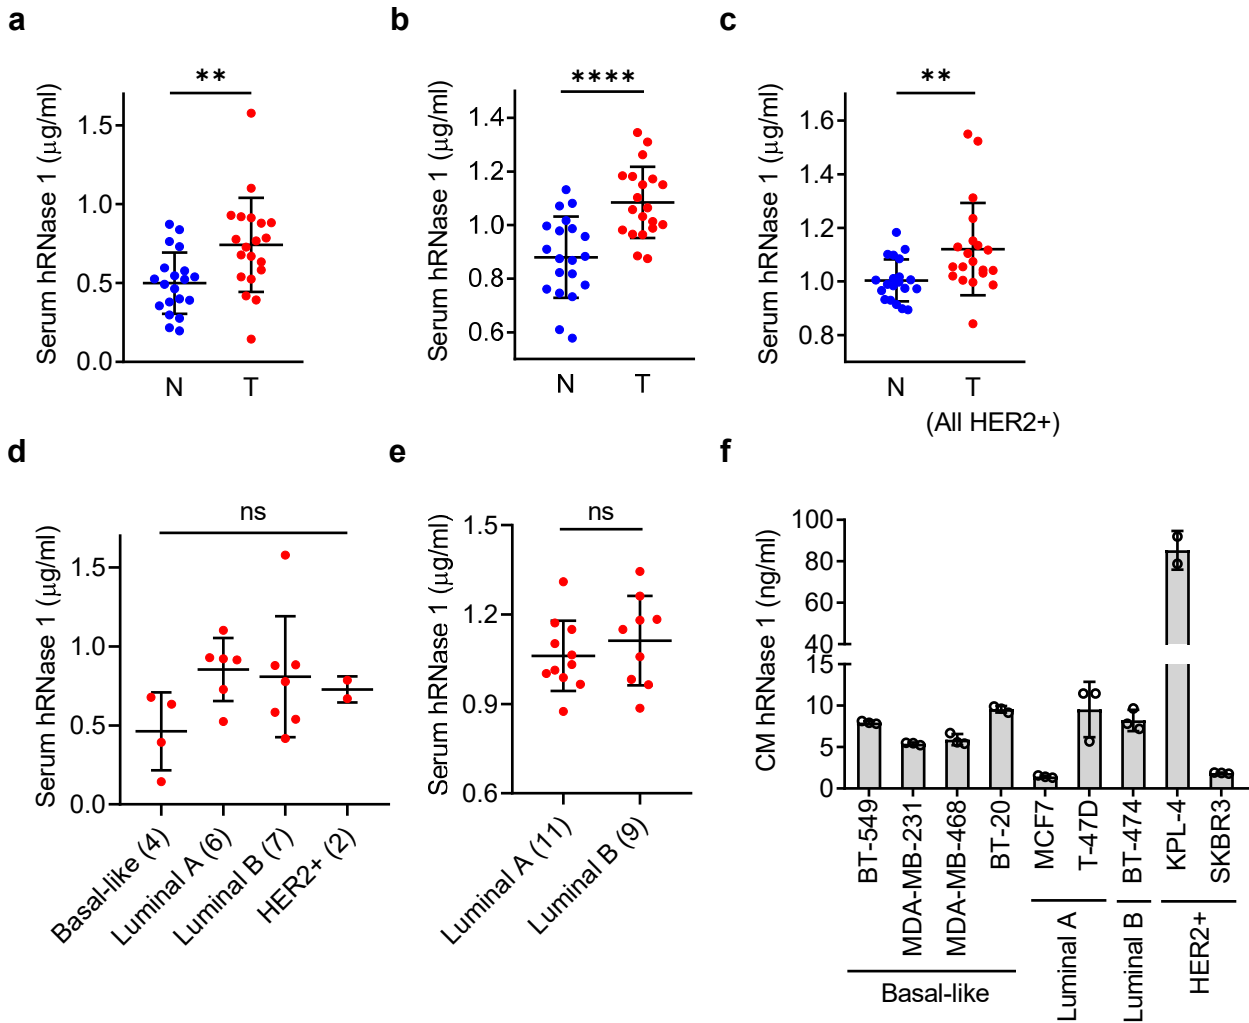 a
Serum hRNase 1 (μg/ml)
**
1.5
1.0
0.5
0.0
N
T
b
Serum hRNase 1 (μg/ml)
****
1.4
1.2
1.0
0.8
0.6
N
T
c
Serum hRNase 1 (μg/ml)
**
1.6
1.4
1.2
1.0
0.8
N
T
(All HER2+)
d
Serum hRNase 1 (μg/ml)
ns
1.5
1.0
0.5
0.0
Basal-like (4)
Luminal A (6)
Luminal B (7)
HER2+ (2)
e
Serum hRNase 1 (μg/ml)
ns
1.5
1.2
0.9
0.6
Luminal A (11)
Luminal B (9)
f
CM hRNase 1 (ng/ml)
100
80
60
40
15
10
5
0
BT-549
MDA-MB-231
MDA-MB-468
BT-20
MCF7
T-47D
BT-474
KPL-4
SKBR3
Basal-like
Luminal A
Luminal B
HER2+